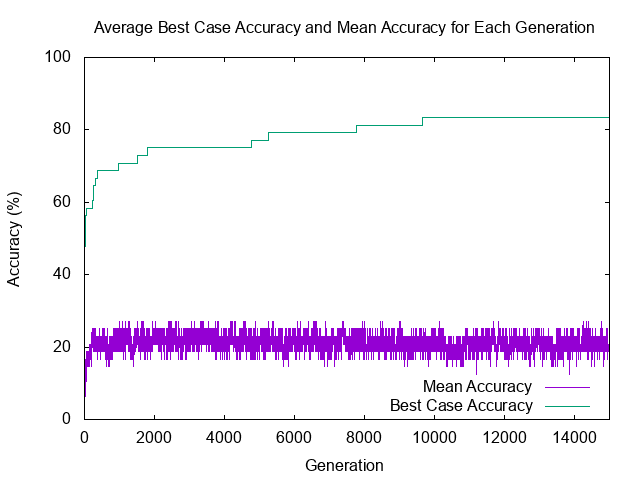 Average Best Case Accuracy and Mean Accuracy for Each Generation
100
80
60
40
20
0
Accuracy (%)
Mean Accuracy
Best Case Accuracy
0 2000 4000 6000 8000 10000 12000 14000
Generation